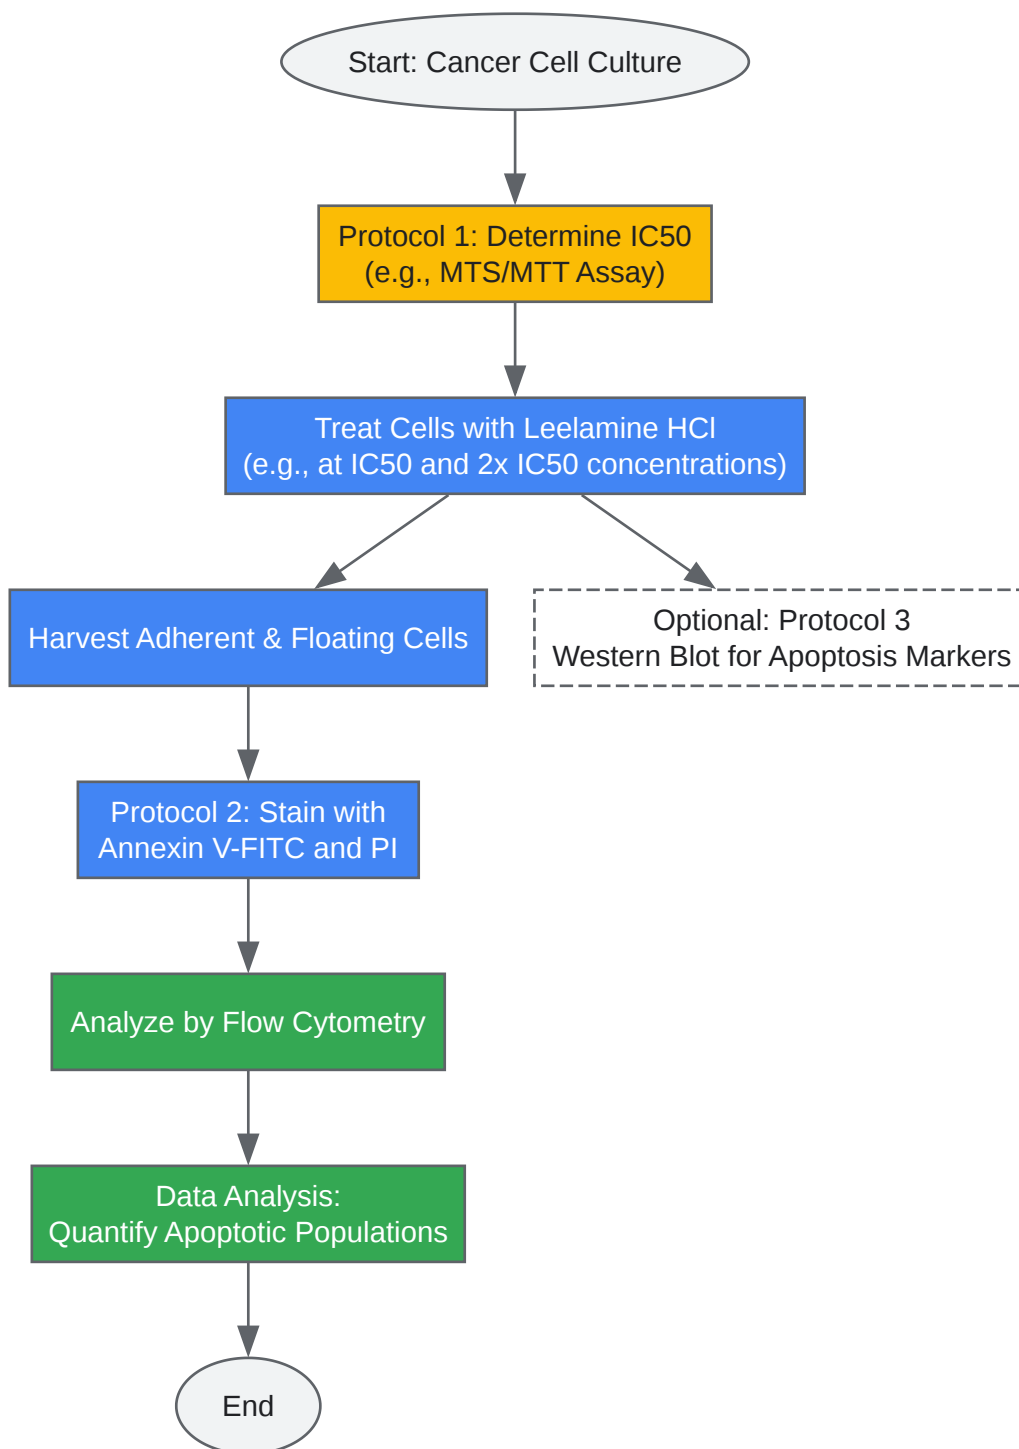 Start: Cancer Cell Culture
Protocol 1: Determine IC50
(e.g., MTS/MTT Assay)
Treat Cells with Leelamine HCl
(e.g., at IC50 and 2x IC50 concentrations)
Harvest Adherent & Floating Cells
Optional: Protocol 3
Western Blot for Apoptosis Markers
Protocol 2: Stain with
Annexin V-FITC and PI
Analyze by Flow Cytometry
Data Analysis:
Quantify Apoptotic Populations
End